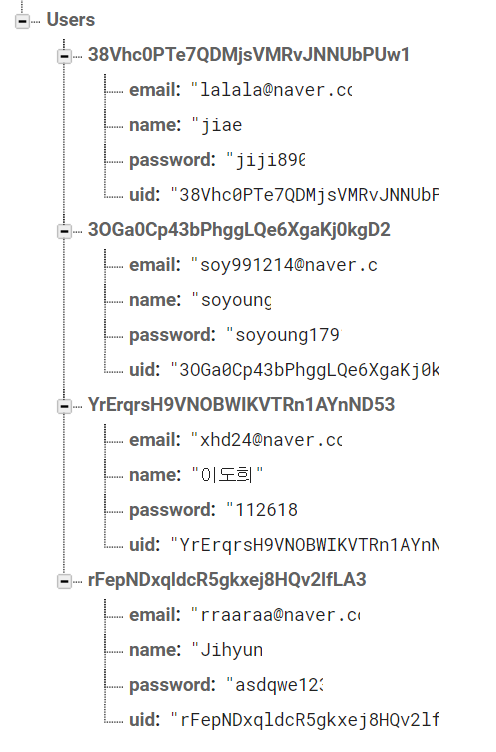 Users
38Vhc0PTe7QDMjsVMRvJNNUbPUw1
email: "lalala@naver.cc
name: "jiae
password: "jiji890
uid: "38Vhc0PTe7QDMjsVMRvJNNUbF
3OGa0Cp43bPhggLQe6XgaKj0kgD2
email: "soy991214@naver.c
name: "soyoung
password: "soyoung179
uid: "3OGa0Cp43bPhggLQe6XgaKj0k
YrErqrsH9VNOBWIKVTRn1AYnND53
email: "xhd24@naver.cc
name: "이도희"
password: "112618
uid: "YrErqrsH9VNOBWIKVTRn1AYnN
rFepNDxqldcR5gkxej8HQv2lfLA3
email: "rraaraa@naver.cc
name: "Jihyun
password: "asdqwe123
uid: "rFepNDxqldcR5gkxej8HQv2lf